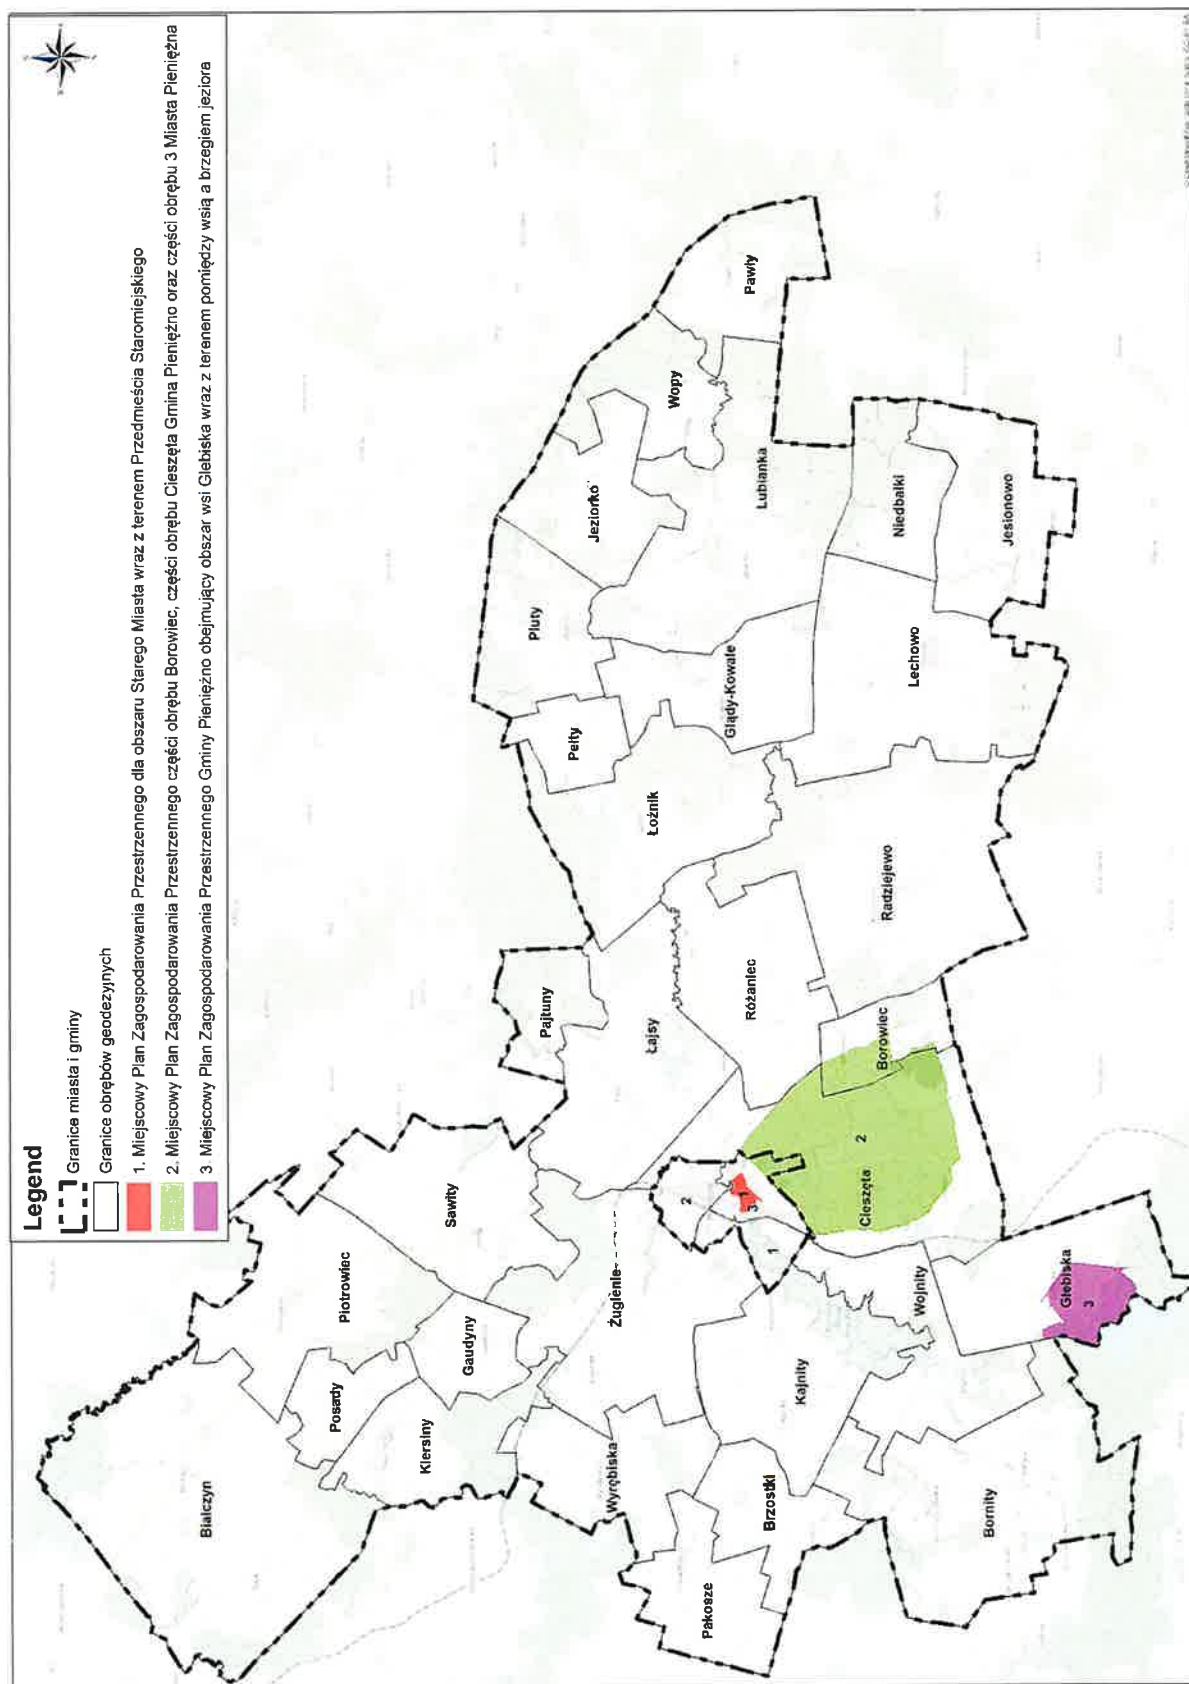 Legend
Granice miasta i gminy
Granice obrębów geodezyjnych
1. Miejscowy Plan Zagospodarowania Przestrzennego dla obszaru Starego Miasta wraz z terenem Przedmieścia Staromiejskiego
2. Miejscowy Plan Zagospodarowania Przestrzennego części obrębu Borowiec, części obrębu Cieszęta Gmina Pieniężno oraz części obrębu 3 Miasta Pieniężna
3. Miejscowy Plan Zagospodarowania Przestrzennego Gminy Pieniężno obejmujący obszar wsi Glebiska wraz z terenem pomiędzy wsią a brzegiem jeziora
Białczyn
Piotrowiec
Posady
Kiersiny
Gaudyny
Sawity
Pajtuny
Pełty
Pluty
Jeziorko
Wopy
Pawły
Wyrębiska
Żugienie
Łajsy
Łoźnik
Pakosze
Brzostki
Kajnity
2
1
3
1
Różaniec
Glądy-Kowale
Lubianka
Bornity
Wojnity
Cieszęta
2
Borowiec
Radziejewo
Lechowo
Niedbałki
Jesionowo
Glebiska
3